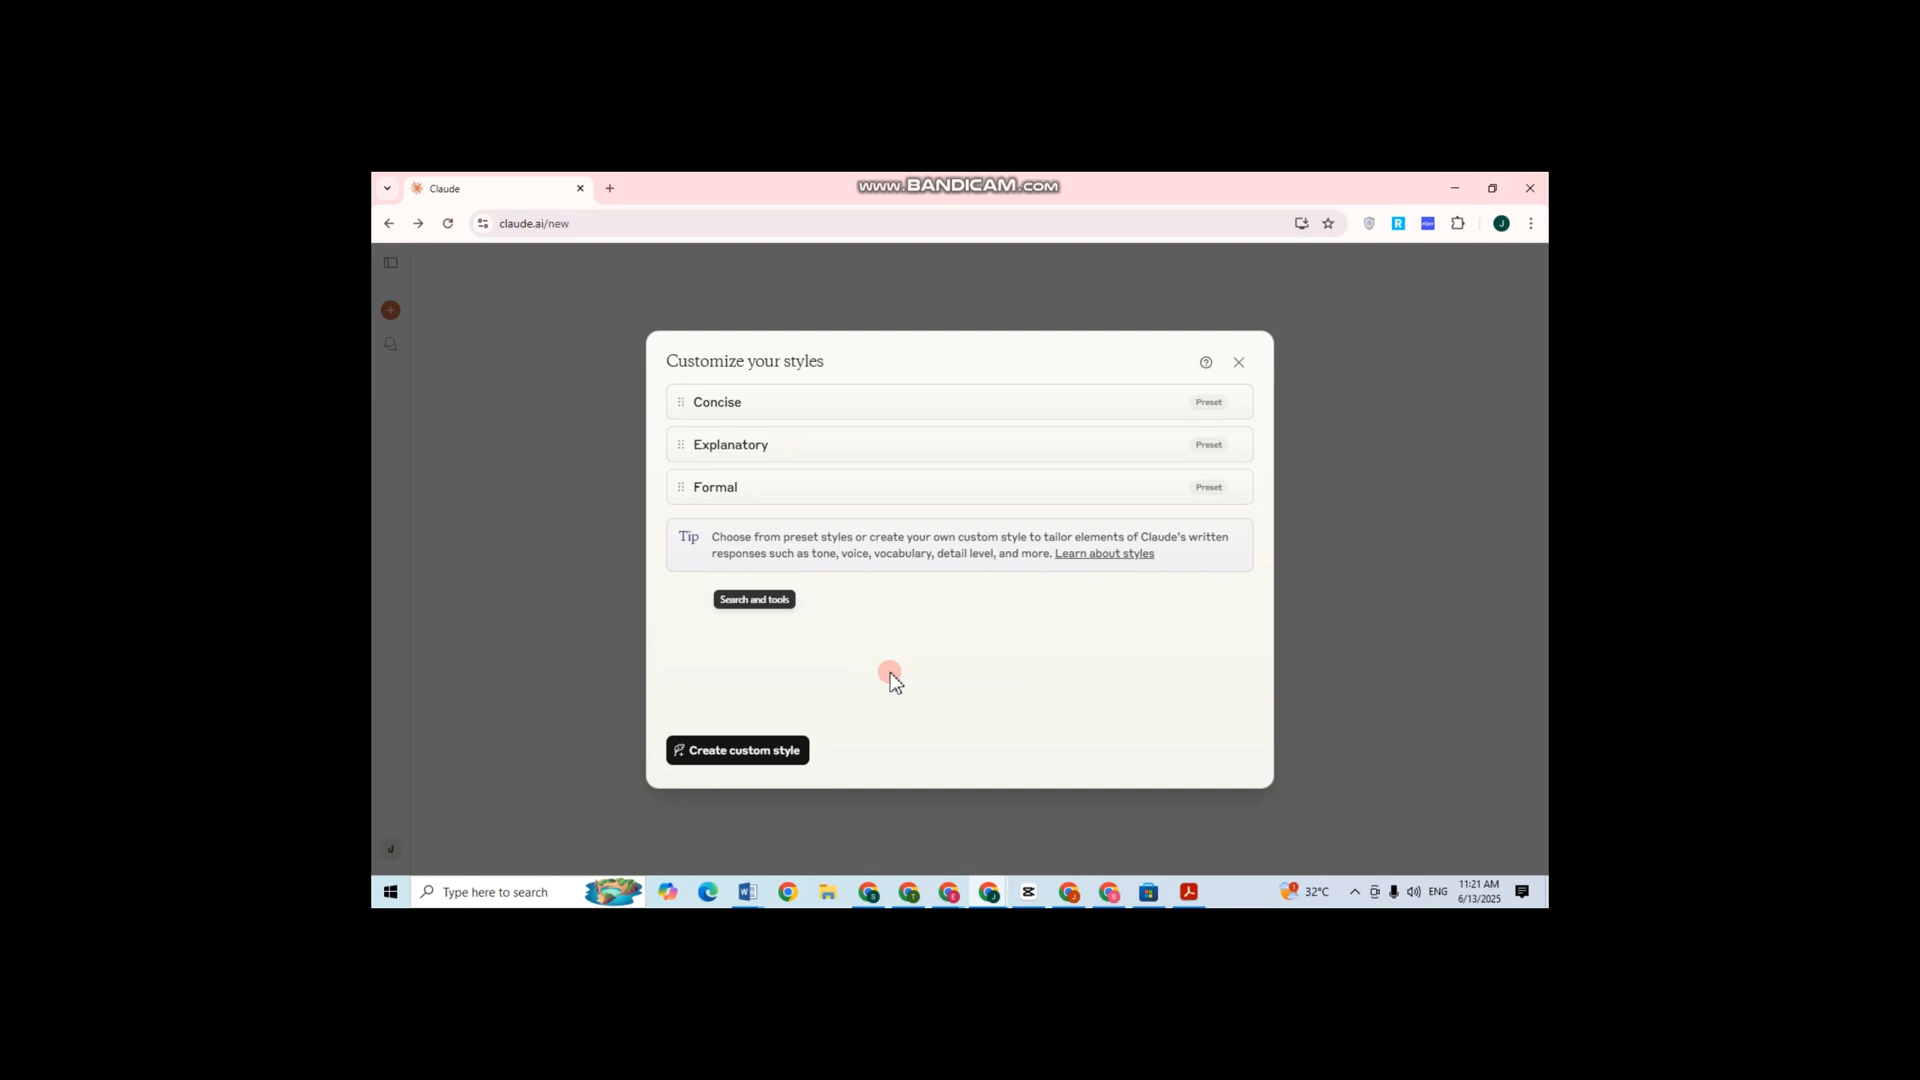 Claude
www.BANDICAM.com
claude.ai/new
J
Customize your styles
Concise
Preset
Explanatory
Preset
Formal
Preset
Tip
Choose from preset styles or create your own custom style to tailor elements of Claude's written
responses such as tone, voice, vocabulary, detail level, and more. Learn about styles
Search and tools
Create custom style
J
Type here to search
32°C
ENG
11:21 AM
6/13/2025